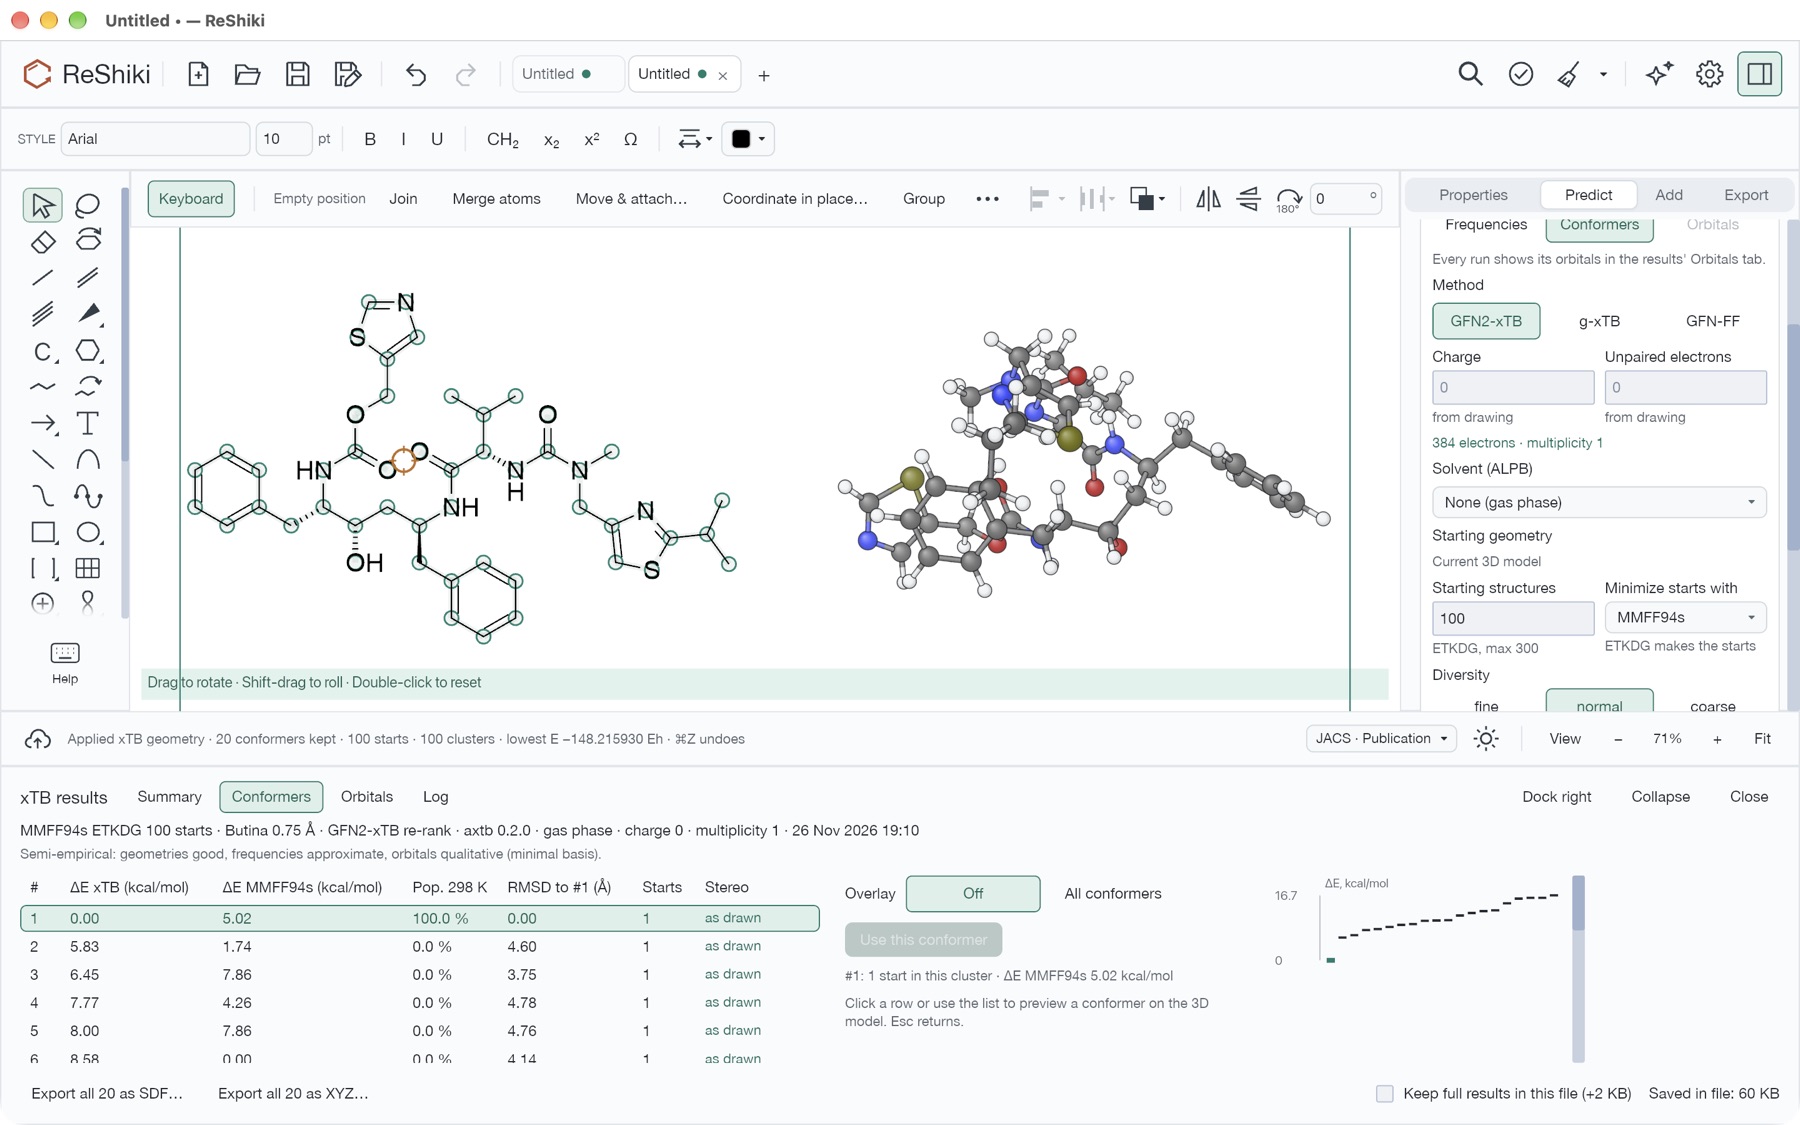 Untitled • — ReShiki
ReShiki
Untitled
Untitled
STYLE Arial 10 pt B I U CH₂ x₂ x² Ω
Keyboard Empty position Join Merge atoms Move & attach... Coordinate in place... Group ••• 180° 0 °
Properties Predict Add Export
Frequencies Conformers Orbitals
Every run shows its orbitals in the results' Orbitals tab.
Method
GFN2-xTB g-xTB GFN-FF
Charge Unpaired electrons
0 0
from drawing from drawing
384 electrons · multiplicity 1
Solvent (ALPB)
None (gas phase)
Starting geometry
Current 3D model
Starting structures Minimize starts with
100 MMFF94s
ETKDG, max 300 ETKDG makes the starts
Diversity
fine normal coarse
C
T
Help
N
S
O
O
HN
O
O
O
N
H
N
NH
OH
N
S
Drag to rotate · Shift-drag to roll · Double-click to reset
Applied xTB geometry · 20 conformers kept · 100 starts · 100 clusters · lowest E −148.215930 Eh · ⌘Z undoes
JACS · Publication View − 71% + Fit
xTB results Summary Conformers Orbitals Log Dock right Collapse Close
MMFF94s ETKDG 100 starts · Butina 0.75 Å · GFN2-xTB re-rank · axtb 0.2.0 · gas phase · charge 0 · multiplicity 1 · 26 Nov 2026 19:10
Semi-empirical: geometries good, frequencies approximate, orbitals qualitative (minimal basis).
# ΔE xTB (kcal/mol) ΔE MMFF94s (kcal/mol) Pop. 298 K RMSD to #1 (Å) Starts Stereo
1 0.00 5.02 100.0 % 0.00 1 as drawn
2 5.83 1.74 0.0 % 4.60 1 as drawn
3 6.45 7.86 0.0 % 3.75 1 as drawn
4 7.77 4.26 0.0 % 4.78 1 as drawn
5 8.00 7.86 0.0 % 4.76 1 as drawn
6 8.58 0.00 0.0 % 4.14 1 as drawn
Overlay Off All conformers
Use this conformer
#1: 1 start in this cluster · ΔE MMFF94s 5.02 kcal/mol
Click a row or use the list to preview a conformer on the 3D
model. Esc returns.
ΔE, kcal/mol
16.7
0
Export all 20 as SDF... Export all 20 as XYZ... Keep full results in this file (+2 KB) Saved in file: 60 KB